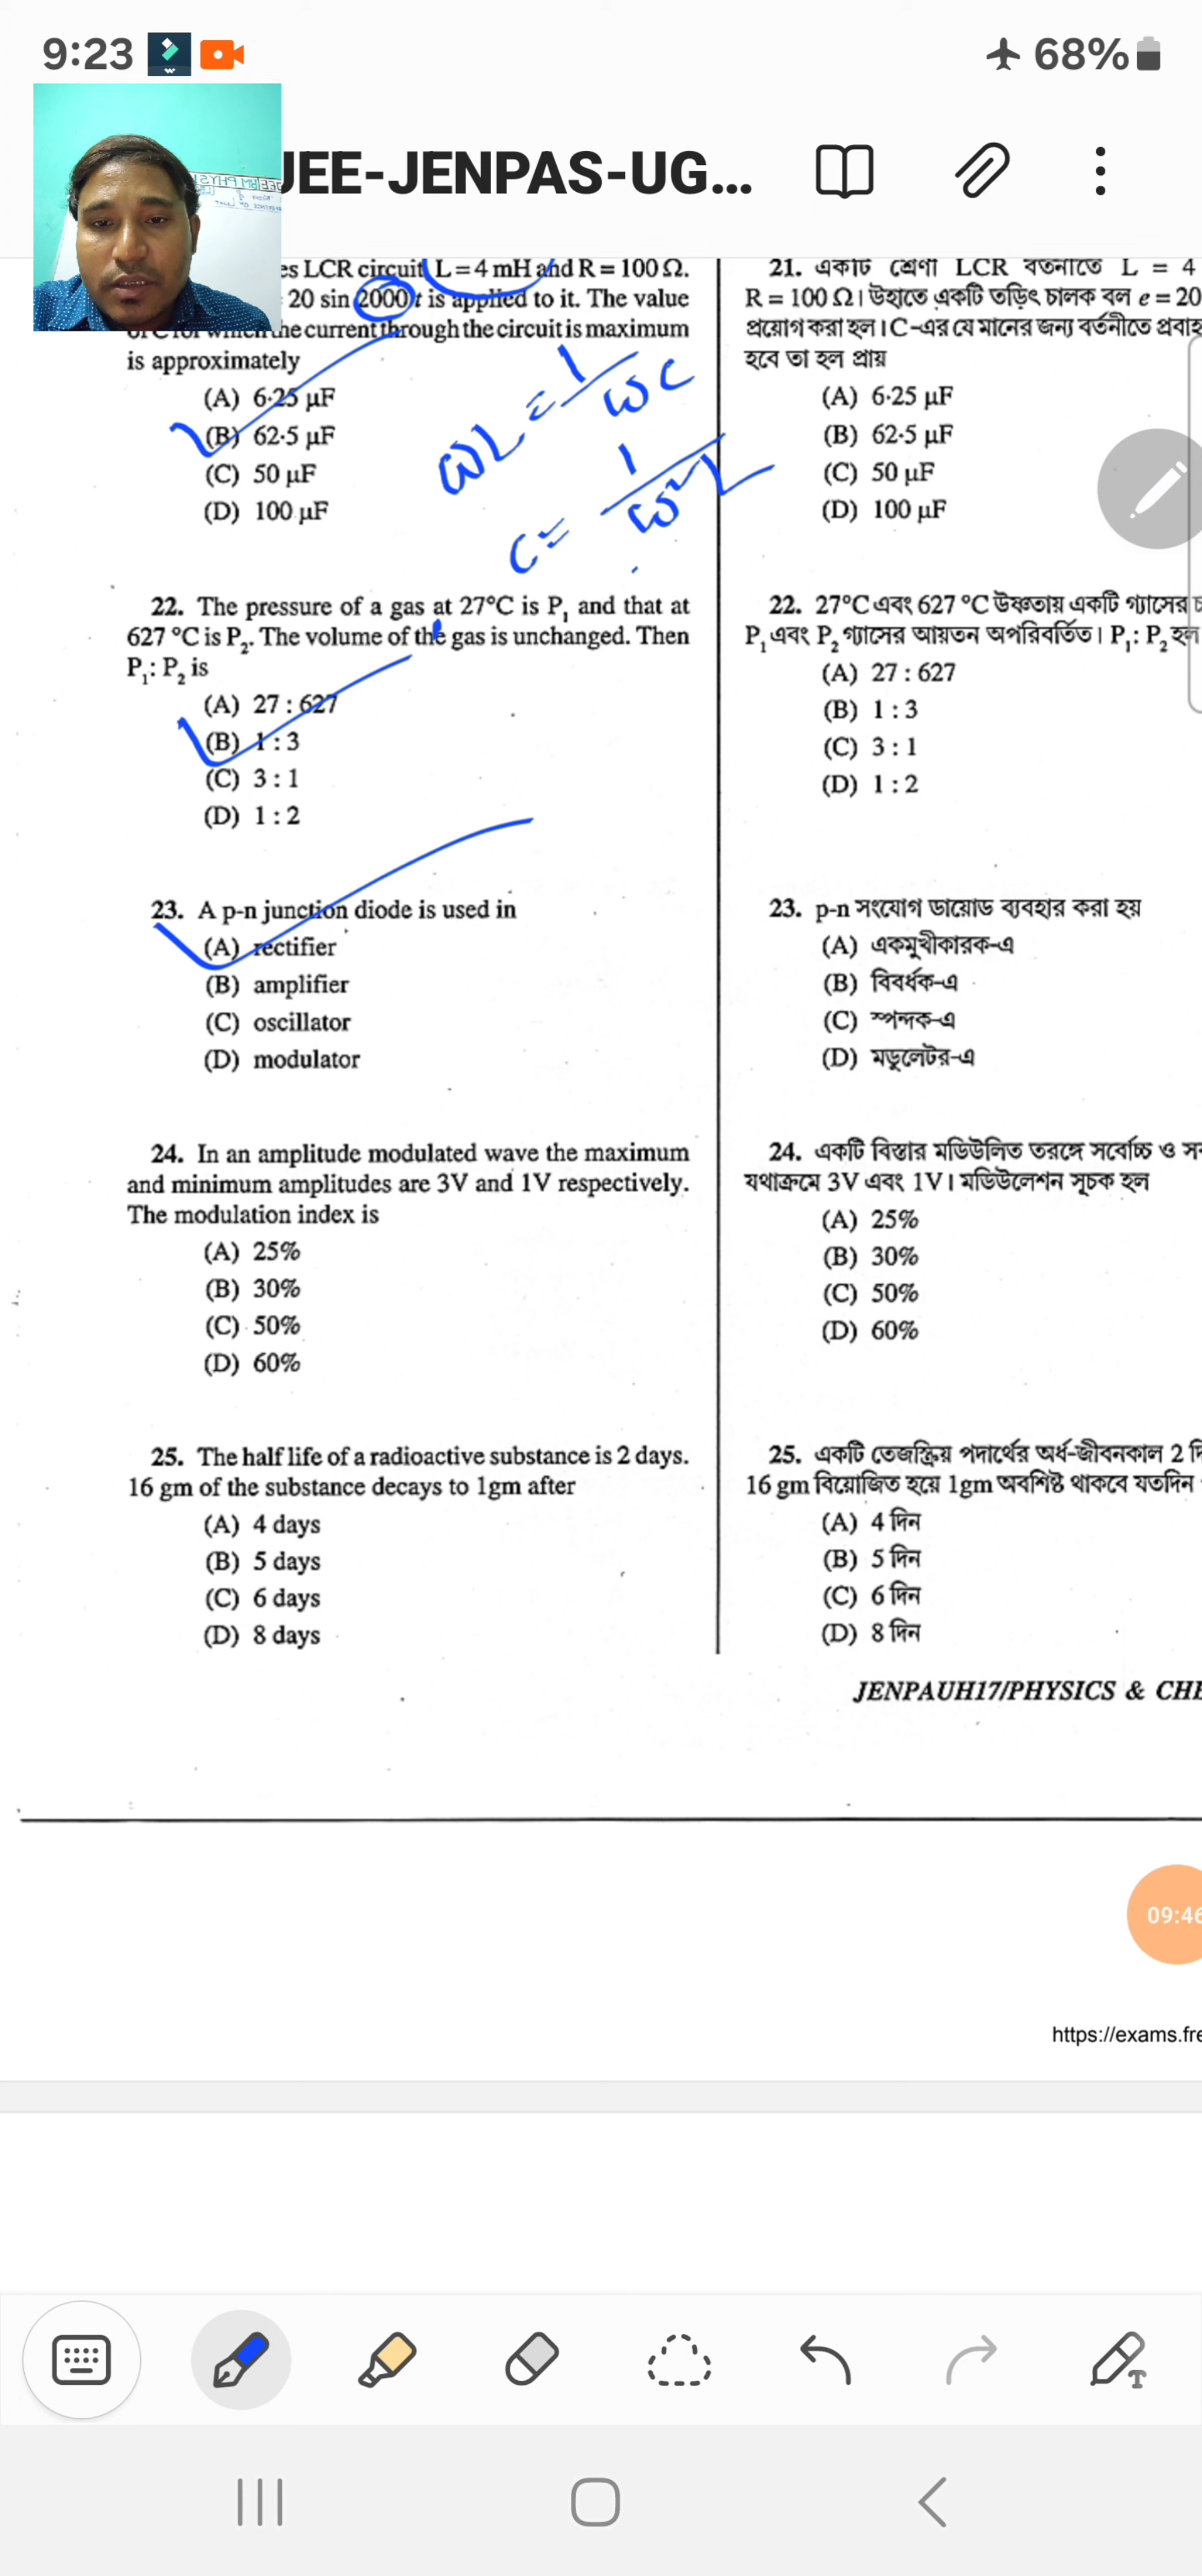 9:23
68%
JEE-JENPAS-UG...
es LCR circuit L = 4 mH and R = 100 Ω.
20 sin 2000 t is applied to it. The value
he current through the circuit is maximum
is approximately
(A) 6·25 μF
(B) 62·5 μF
(C) 50 μF
(D) 100 μF
ωL = 1/ωC
C = 1/ω²L
22. The pressure of a gas at 27°C is P₁ and that at
627 °C is P₂. The volume of the gas is unchanged. Then
P₁: P₂ is
(A) 27 : 627
(B) 1 : 3
(C) 3 : 1
(D) 1 : 2
23. A p-n junction diode is used in
(A) rectifier
(B) amplifier
(C) oscillator
(D) modulator
24. In an amplitude modulated wave the maximum
and minimum amplitudes are 3V and 1V respectively.
The modulation index is
(A) 25%
(B) 30%
(C) 50%
(D) 60%
25. The half life of a radioactive substance is 2 days.
16 gm of the substance decays to 1gm after
(A) 4 days
(B) 5 days
(C) 6 days
(D) 8 days
21. একটি শ্রেণী LCR বর্তনীতে L = 4
R = 100 Ω। উহাতে একটি তড়িৎ চালক বল e = 20
প্রয়োগ করা হল। C-এর যে মানের জন্য বর্তনীতে প্রবাহ
হবে তা হল প্রায়
(A) 6·25 μF
(B) 62·5 μF
(C) 50 μF
(D) 100 μF
22. 27°C এবং 627 °C উষ্ণতায় একটি গ্যাসের
P₁ এবং P₂ গ্যাসের আয়তন অপরিবর্তিত। P₁: P₂ হল
(A) 27 : 627
(B) 1 : 3
(C) 3 : 1
(D) 1 : 2
23. p-n সংযোগ ডায়োড ব্যবহার করা হয়
(A) একমুখীকারক-এ
(B) বিবর্ধক-এ
(C) স্পন্দক-এ
(D) মডুলেটর-এ
24. একটি বিস্তার মডিউলিত তরঙ্গে সর্বোচ্চ ও
যথাক্রমে 3V এবং 1V। মডিউলেশন সূচক হল
(A) 25%
(B) 30%
(C) 50%
(D) 60%
25. একটি তেজস্ক্রিয় পদার্থের অর্ধ-জীবনকাল 2
16 gm বিয়োজিত হয়ে 1gm অবশিষ্ট থাকবে যতদিন
(A) 4 দিন
(B) 5 দিন
(C) 6 দিন
(D) 8 দিন
JENPAUH17/PHYSICS & CHE
09:46
https://exams.fre